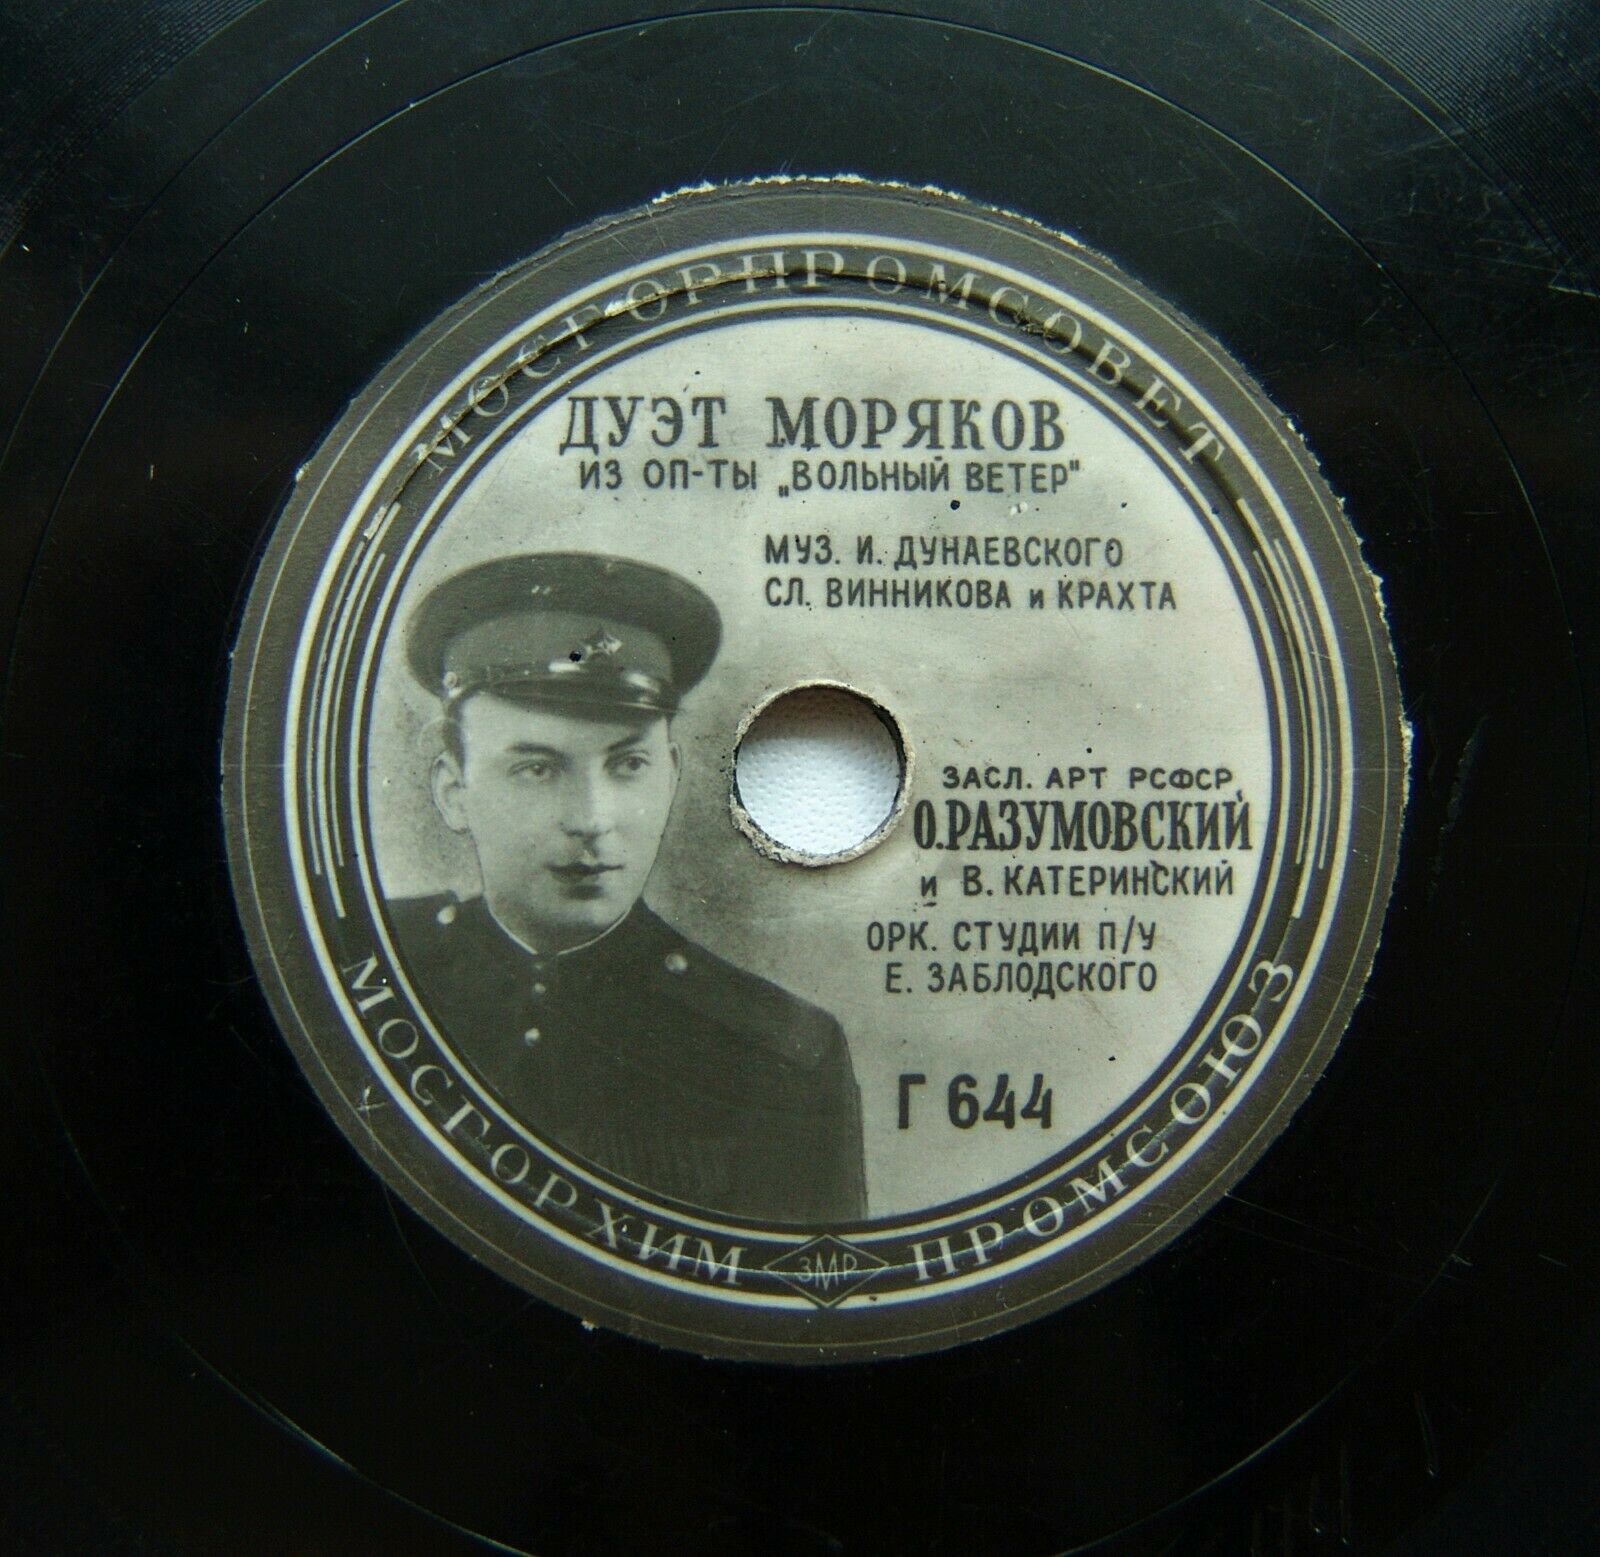 МОСГОРПРОМСОВЕТ
ДУЭТ МОРЯКОВ
ИЗ ОП-ТЫ „ВОЛЬНЫЙ ВЕТЕР"
МУЗ. И. ДУНАЕВСКОГО
СЛ. ВИННИКОВА и КРАХТА
ЗАСЛ. АРТ РСФСР
О.РАЗУМОВСКИЙ
и В. КАТЕРИНСКИЙ
ОРК. СТУДИИ П/У
Е. ЗАБЛОДСКОГО
Г 644
МОСГОРХИМ ЗМР ПРОМСОЮЗ